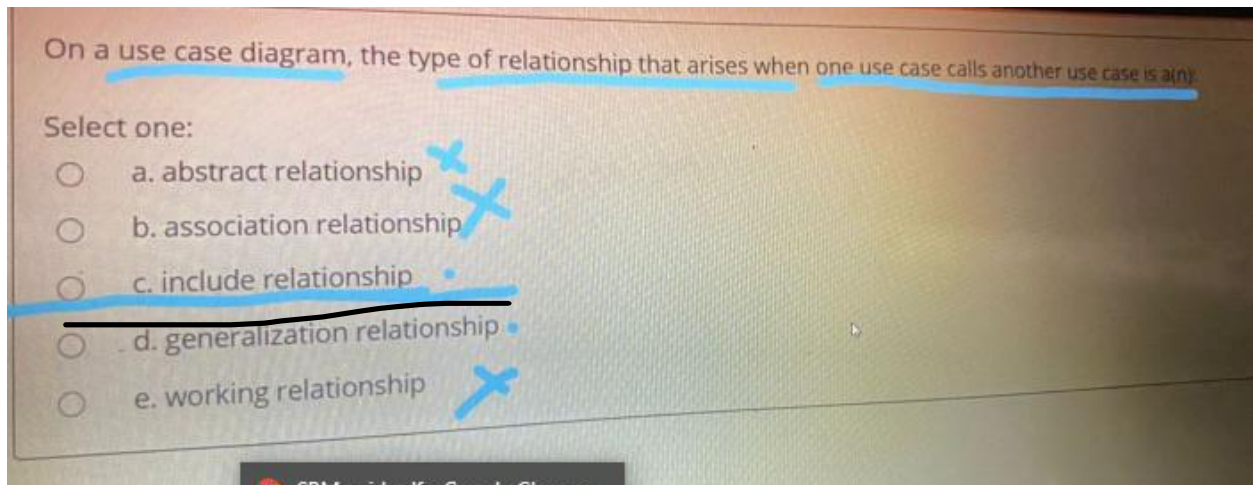 On a use case diagram, the type of relationship that arises when one use case calls another use case is a(n):
Select one:
a. abstract relationship
b. association relationship
c. include relationship
d. generalization relationship
e. working relationship